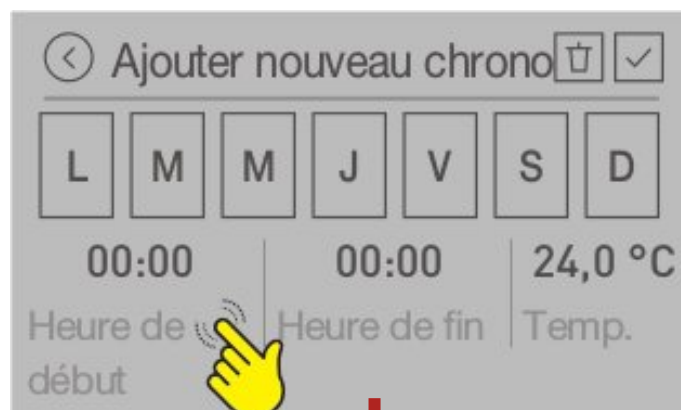 Ajouter nouveau chrono
L M M J V S D
00:00 00:00 24,0 °C
Heure de Heure de fin Temp.
début